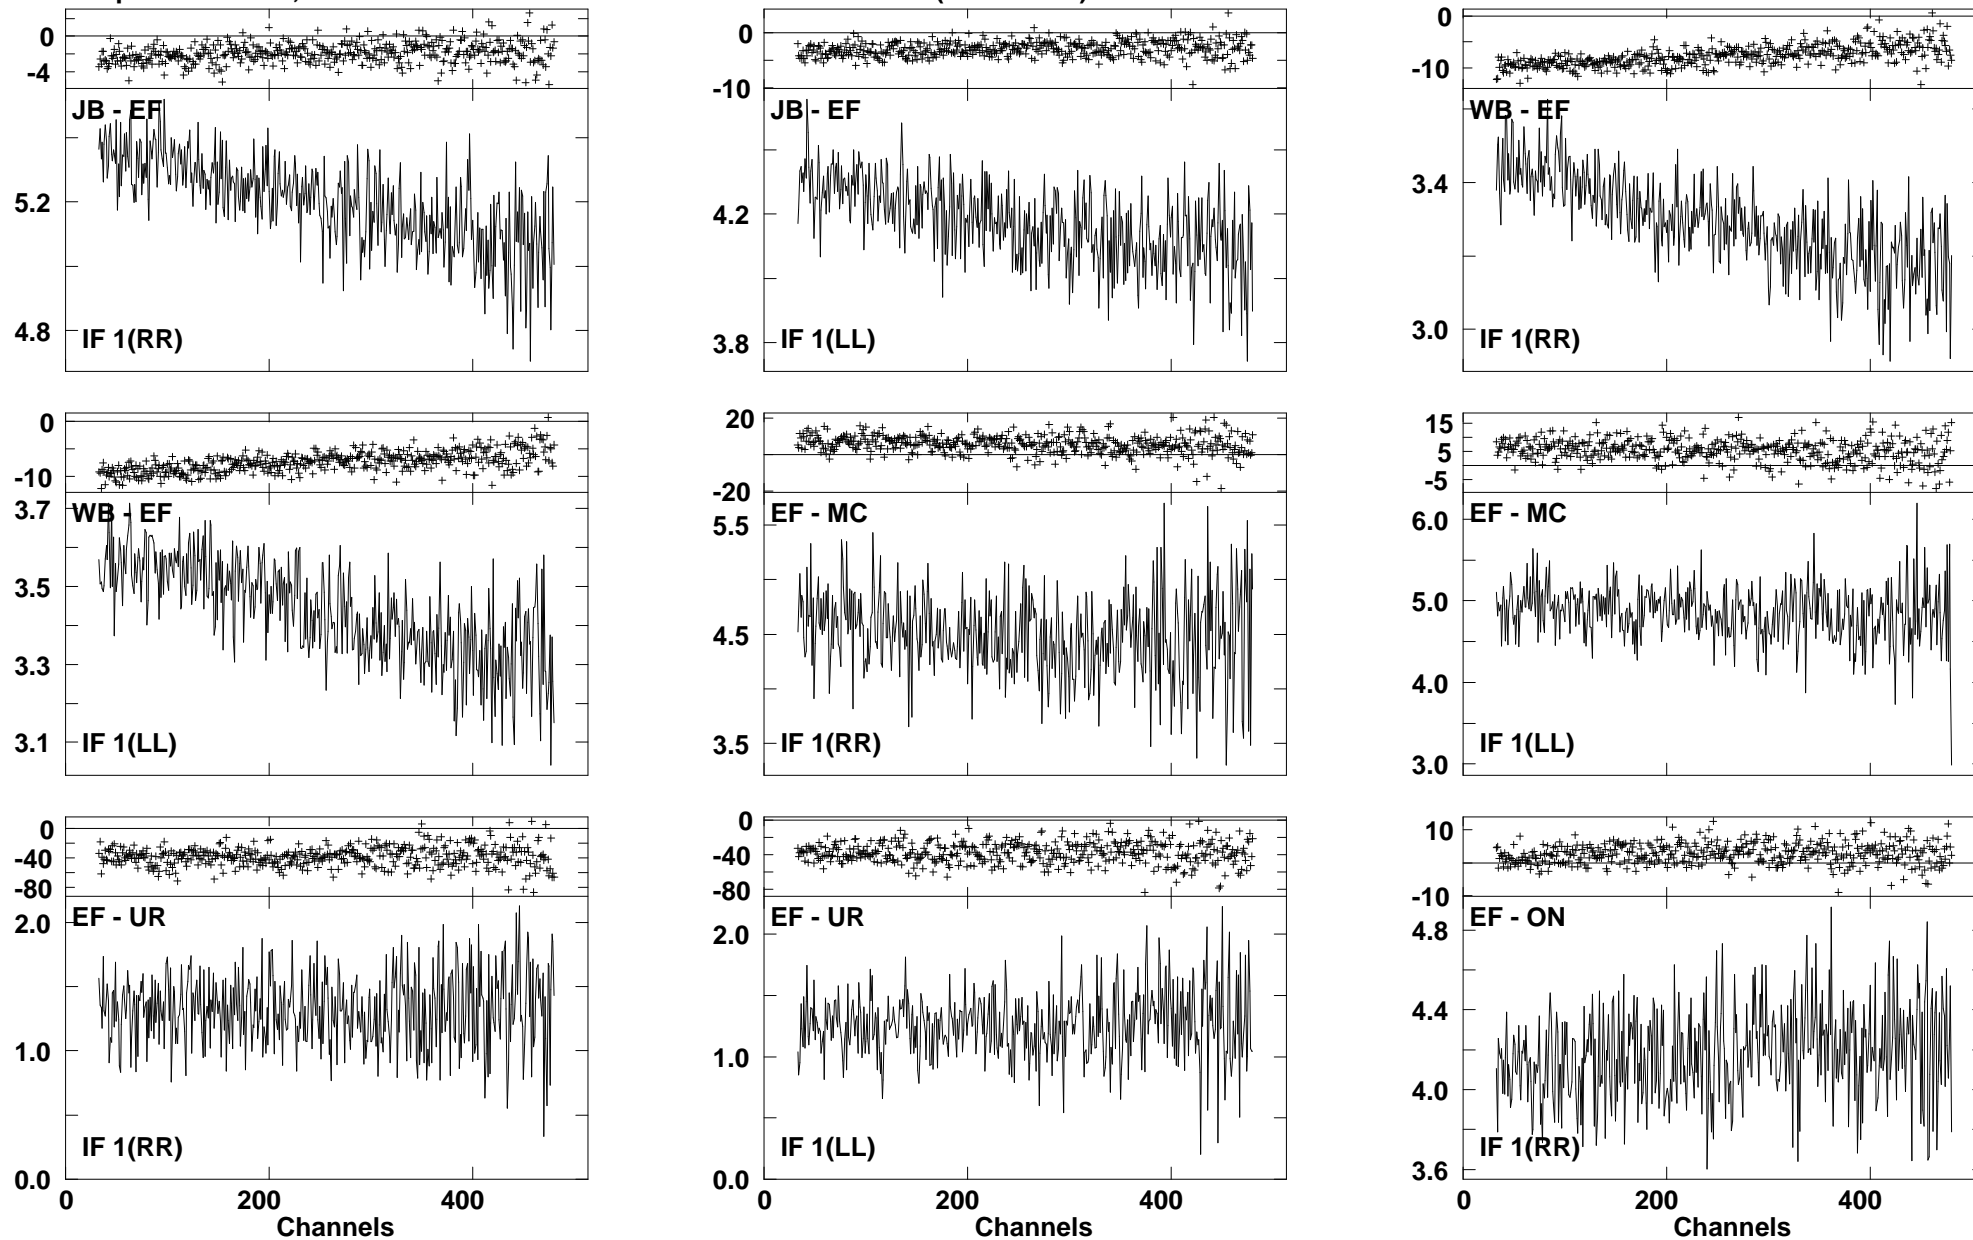 0
-4
JB - EF
5.2
4.8
IF 1(RR)
0
-10
JB - EF
4.2
3.8
IF 1(LL)
0
-10
WB - EF
3.4
3.0
IF 1(RR)
0
-10
3.7
WB - EF
3.5
3.3
3.1
IF 1(LL)
20
-20
EF - MC
5.5
4.5
3.5
IF 1(RR)
15
5
-5
EF - MC
6.0
5.0
4.0
3.0
IF 1(LL)
0
-40
-80
EF - UR
2.0
1.0
0.0
IF 1(RR)
0 200 400
Channels
0
-40
-80
EF - UR
2.0
1.0
0.0
IF 1(LL)
0 200 400
Channels
10
-10
EF - ON
4.8
4.4
4.0
3.6
IF 1(RR)
0 200 400
Channels